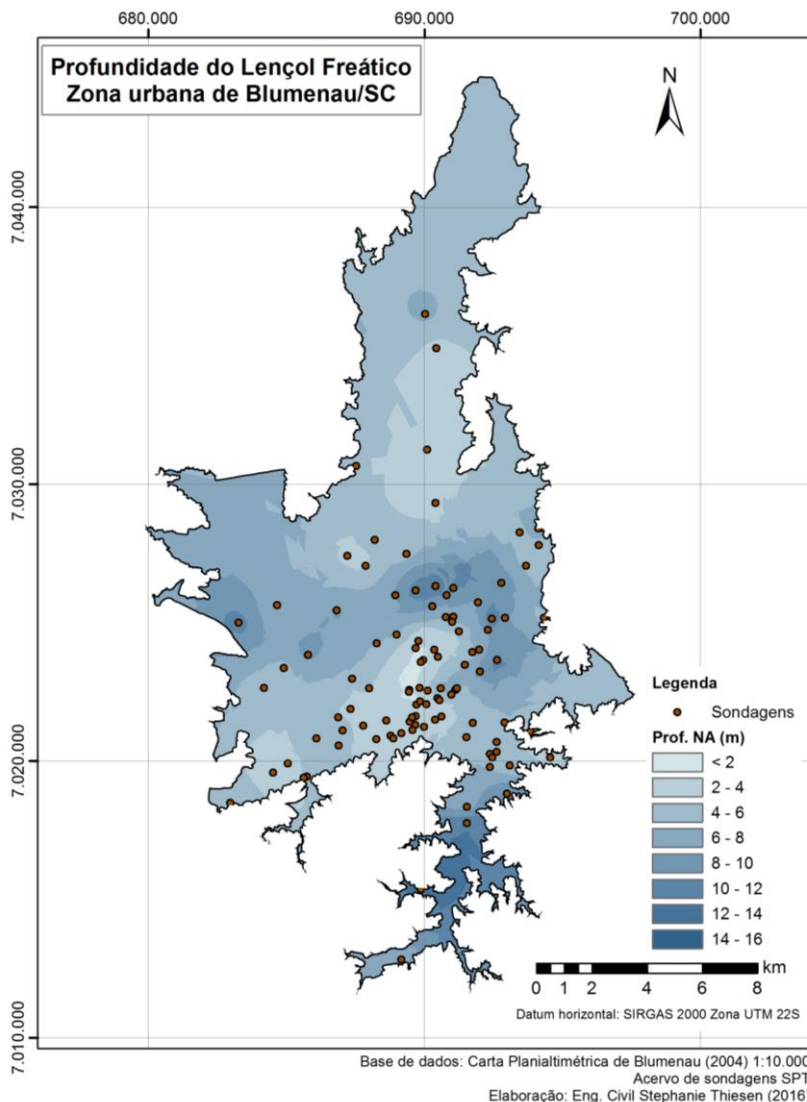 680.000
690.000
700.000
Profundidade do Lençol Freático
Zona urbana de Blumenau/SC
N
7.040.000
7.030.000
7.020.000
7.010.000
Legenda
Sondagens
Prof. NA (m)
< 2
2 - 4
4 - 6
6 - 8
8 - 10
10 - 12
12 - 14
14 - 16
km
0 1 2 4 6 8
Datum horizontal: SIRGAS 2000 Zona UTM 22S
Base de dados: Carta Planialtimétrica de Blumenau (2004) 1:10.000
Acervo de sondagens SPT
Elaboração: Eng. Civil Stephanie Thiesen (2016)